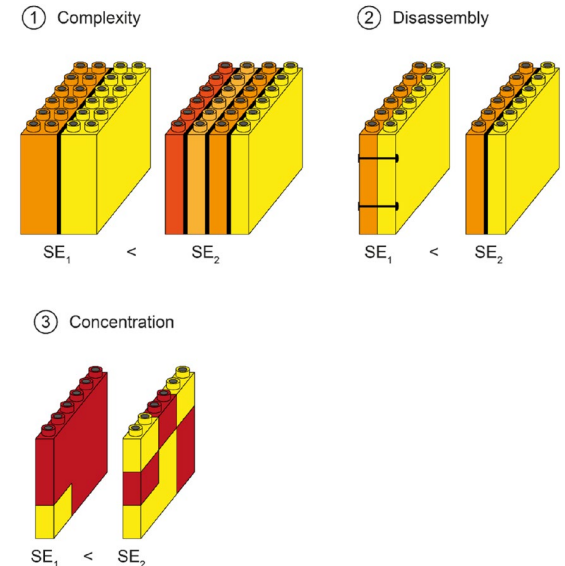 ① Complexity
② Disassembly
SE₁ < SE₂
SE₁ < SE₂
③ Concentration
SE₁ < SE₂